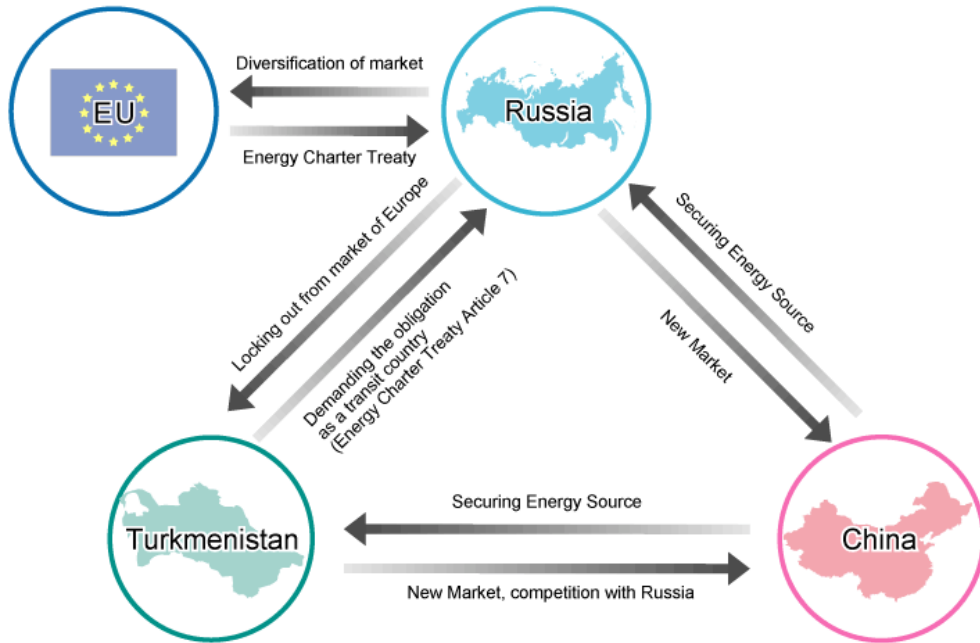 Diversification of market
EU
Russia
Energy Charter Treaty
Locking out from market of Europe
Demanding the obligation
as a transit country
(Energy Charter Treaty Article 7)
Securing Energy Source
New Market
Securing Energy Source
Turkmenistan
China
New Market, competition with Russia